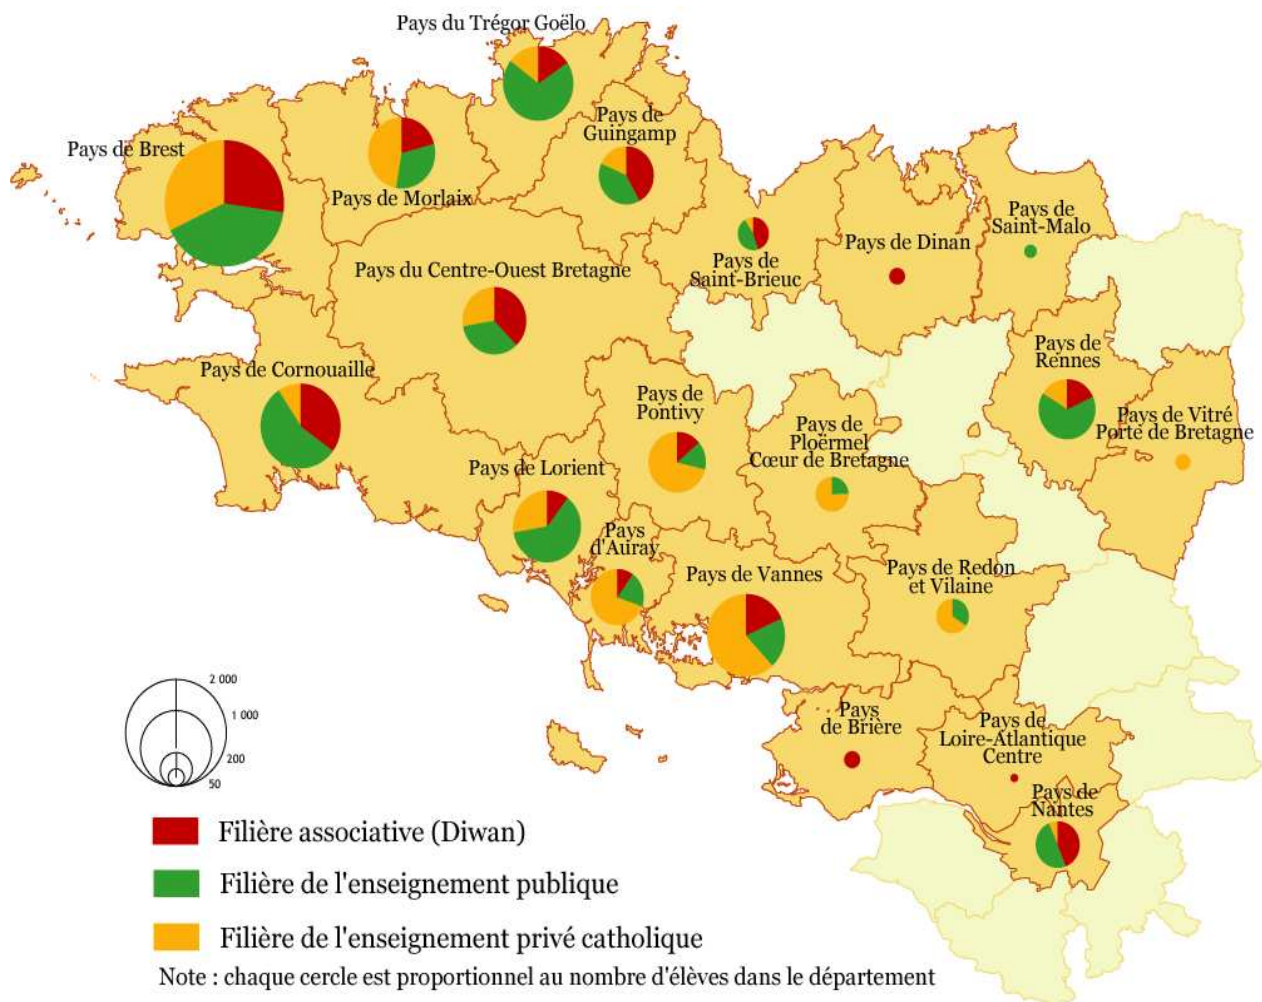 Pays du Trégor Goëlo
Pays de
Guingamp
Pays de Brest
Pays de Morlaix
Pays de
Saint-Malo
Pays de Dinan
Pays de
Saint-Brieuc
Pays du Centre-Ouest Bretagne
Pays de
Rennes
Pays de Cornouaille
Pays de
Pontivy
Pays de Vitré
Porte de Bretagne
Pays de
Ploërmel
Cœur de Bretagne
Pays de Lorient
Pays
d'Auray
Pays de Vannes
Pays de Redon
et Vilaine
2 000
1 000
200
50
Pays
de Brière
Pays de
Loire-Atlantique
Centre
Pays de
Nantes
Filière associative (Diwan)
Filière de l'enseignement publique
Filière de l'enseignement privé catholique
Note : chaque cercle est proportionnel au nombre d'élèves dans le département